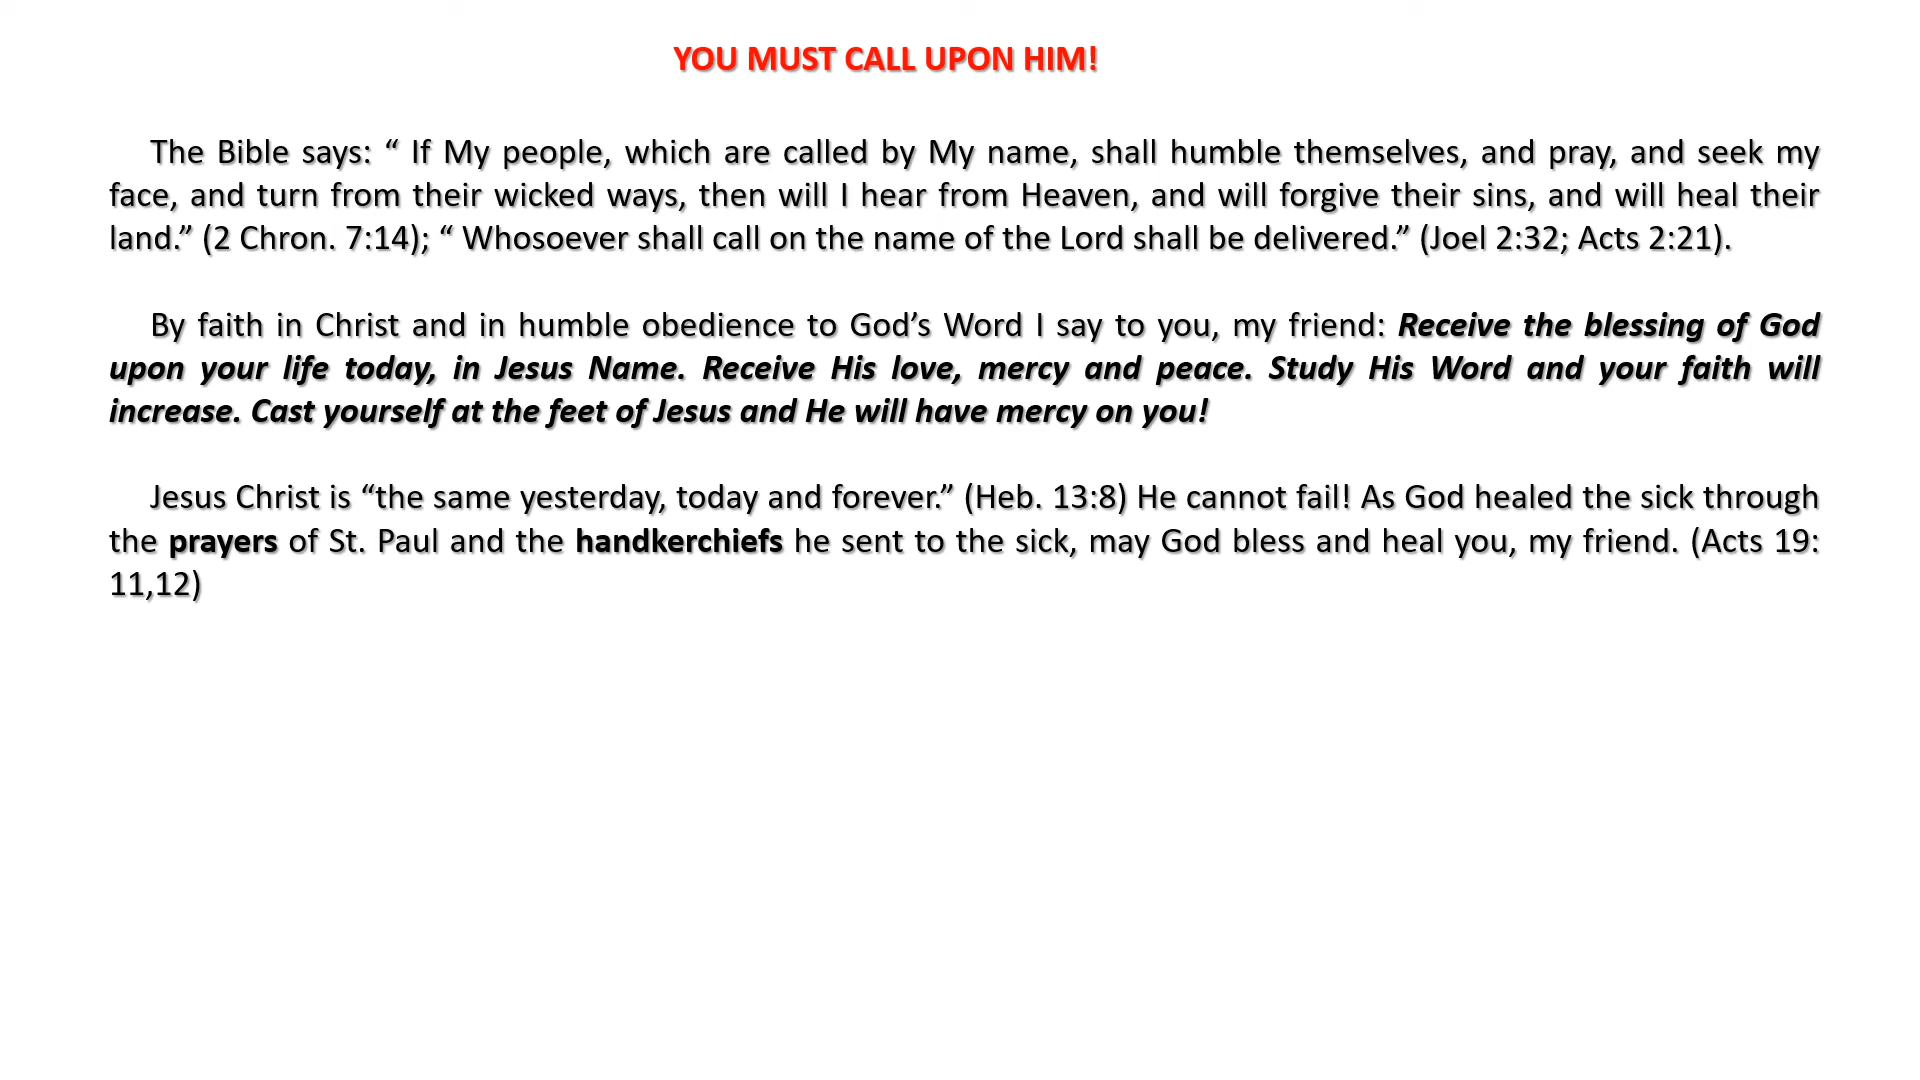 YOU MUST CALL UPON HIM!
The Bible says: “ If My people, which are called by My name, shall humble themselves, and pray, and seek my
face, and turn from their wicked ways, then will I hear from Heaven, and will forgive their sins, and will heal their
land.” (2 Chron. 7:14); “ Whosoever shall call on the name of the Lord shall be delivered.” (Joel 2:32; Acts 2:21).
By faith in Christ and in humble obedience to God’s Word I say to you, my friend: Receive the blessing of God
upon your life today, in Jesus Name. Receive His love, mercy and peace. Study His Word and your faith will
increase. Cast yourself at the feet of Jesus and He will have mercy on you!
Jesus Christ is “the same yesterday, today and forever.” (Heb. 13:8) He cannot fail! As God healed the sick through
the prayers of St. Paul and the handkerchiefs he sent to the sick, may God bless and heal you, my friend. (Acts 19:
11,12)